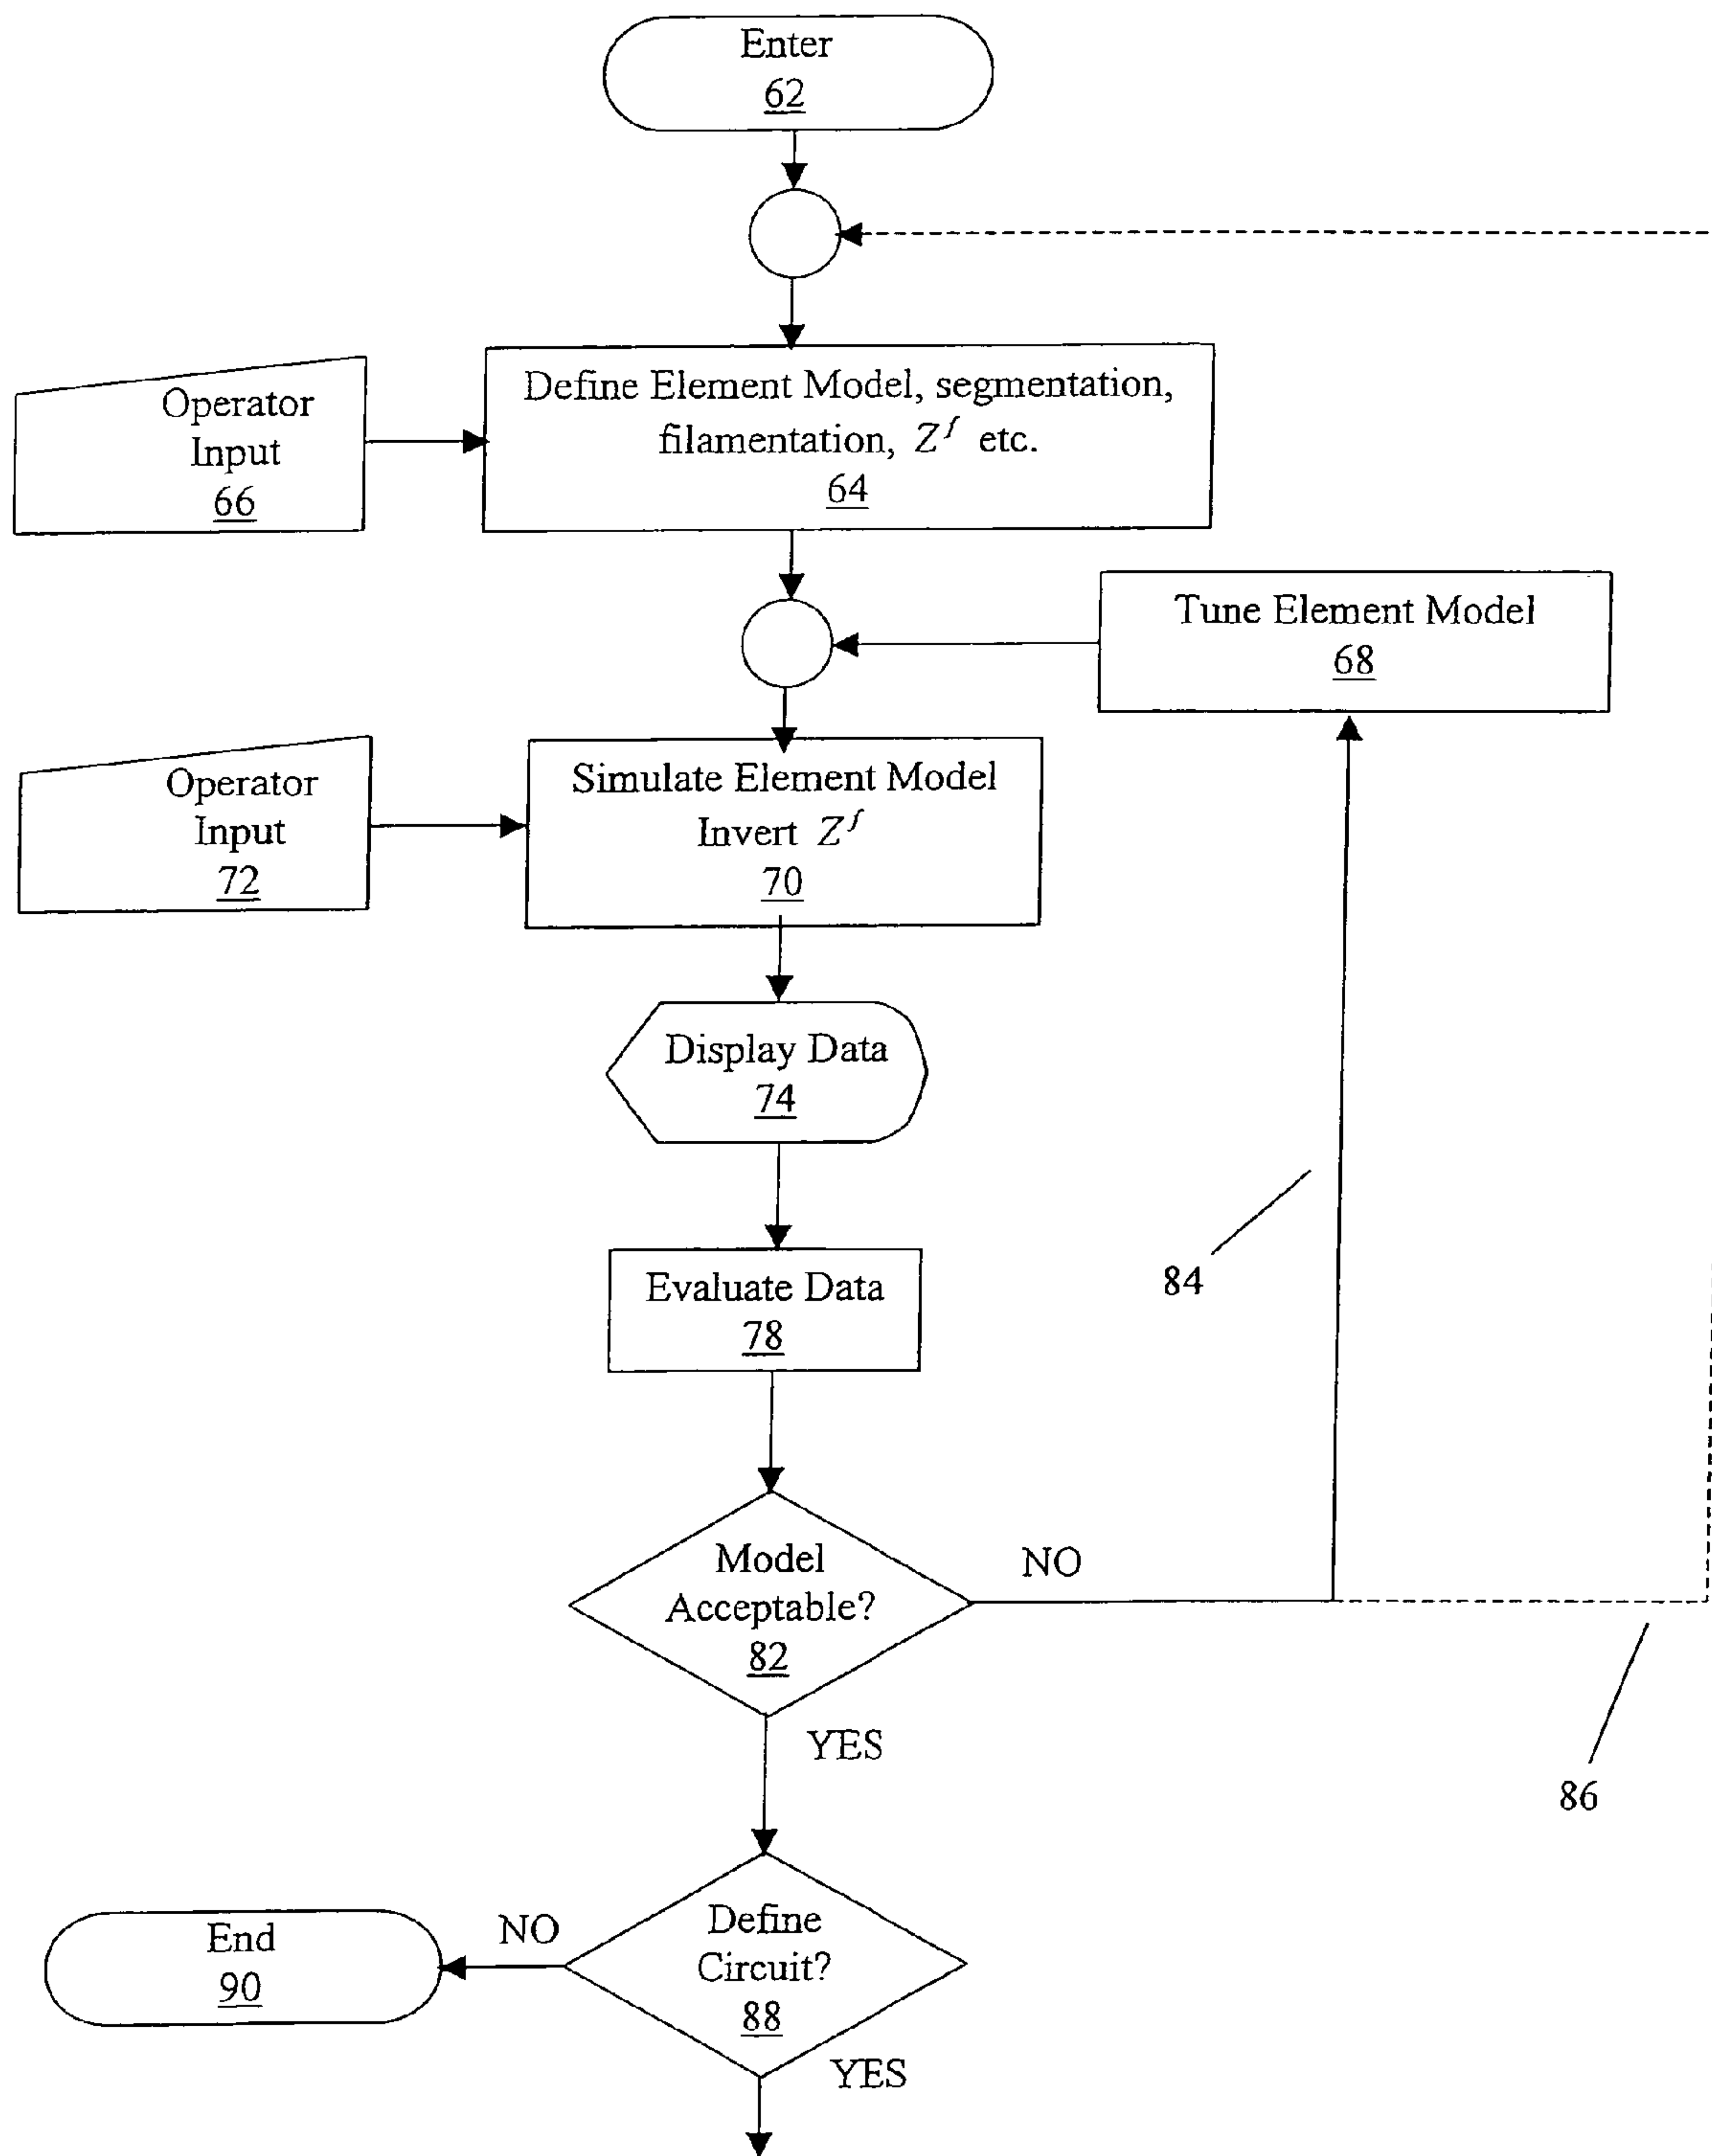 Enter
62
Operator
Input
66
Define Element Model, segmentation,
filamentation, Z^f etc.
64
Tune Element Model
68
Operator
Input
72
Simulate Element Model
Invert Z^f
70
Display Data
74
84
Evaluate Data
78
Model
Acceptable?
82
NO
YES
86
End
90
NO
Define
Circuit?
88
YES